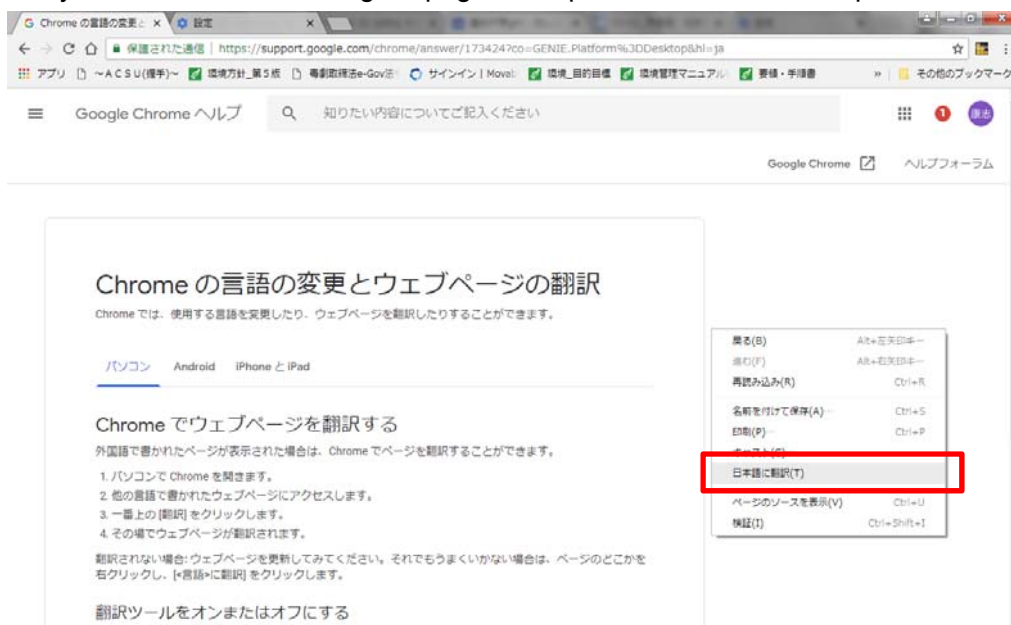 Chrome の言語の変更と
設定
保護された通信 | https://support.google.com/chrome/answer/173424?co=GENIE.Platform%3DDesktop&hl=ja
アプリ
~ACSU(握手)~
環境方針_第5版
毒劇取締法e-Gov法
サインイン | Movab
環境_目的目標
環境管理マニュアル
要領・手順書
»
その他のブックマーク
Google Chrome ヘルプ
知りたい内容についてご記入ください
1
康志
Google Chrome
ヘルプフォーラム
Chrome の言語の変更とウェブページの翻訳
Chrome では、使用する言語を変更したり、ウェブページを翻訳したりすることができます。
パソコン Android iPhone と iPad
Chrome でウェブページを翻訳する
外国語で書かれたページが表示された場合は、Chrome でページを翻訳することができます。
1. パソコンで Chrome を開きます。
2. 他の言語で書かれたウェブページにアクセスします。
3. 一番上の [翻訳] をクリックします。
4. その場でウェブページが翻訳されます。
翻訳されない場合: ウェブページを更新してみてください。それでもうまくいかない場合は、ページのどこかを
右クリックし、[<言語>に翻訳] をクリックします。
翻訳ツールをオンまたはオフにする
戻る(B) Alt+左矢印キー
進む(F) Alt+右矢印キー
再読み込み(R) Ctrl+R
名前を付けて保存(A)… Ctrl+S
印刷(P)… Ctrl+P
日本語に翻訳(T)
ページのソースを表示(V) Ctrl+U
検証(I) Ctrl+Shift+I